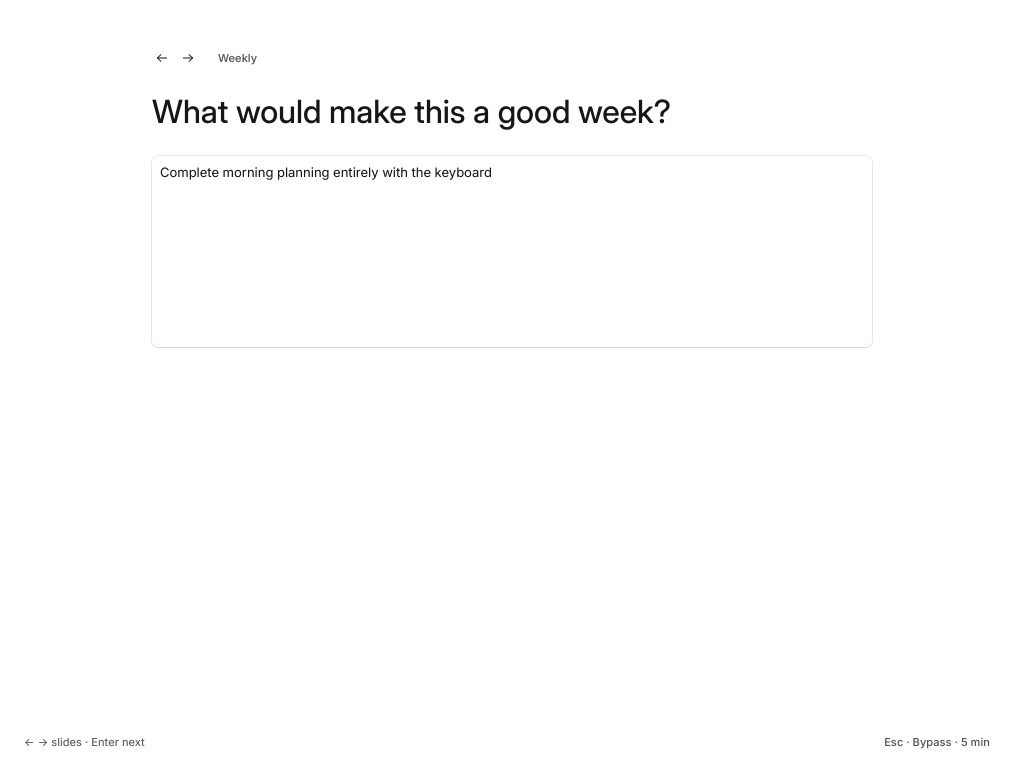 ← → Weekly
What would make this a good week?
Complete morning planning entirely with the keyboard
← → slides · Enter next
Esc · Bypass · 5 min